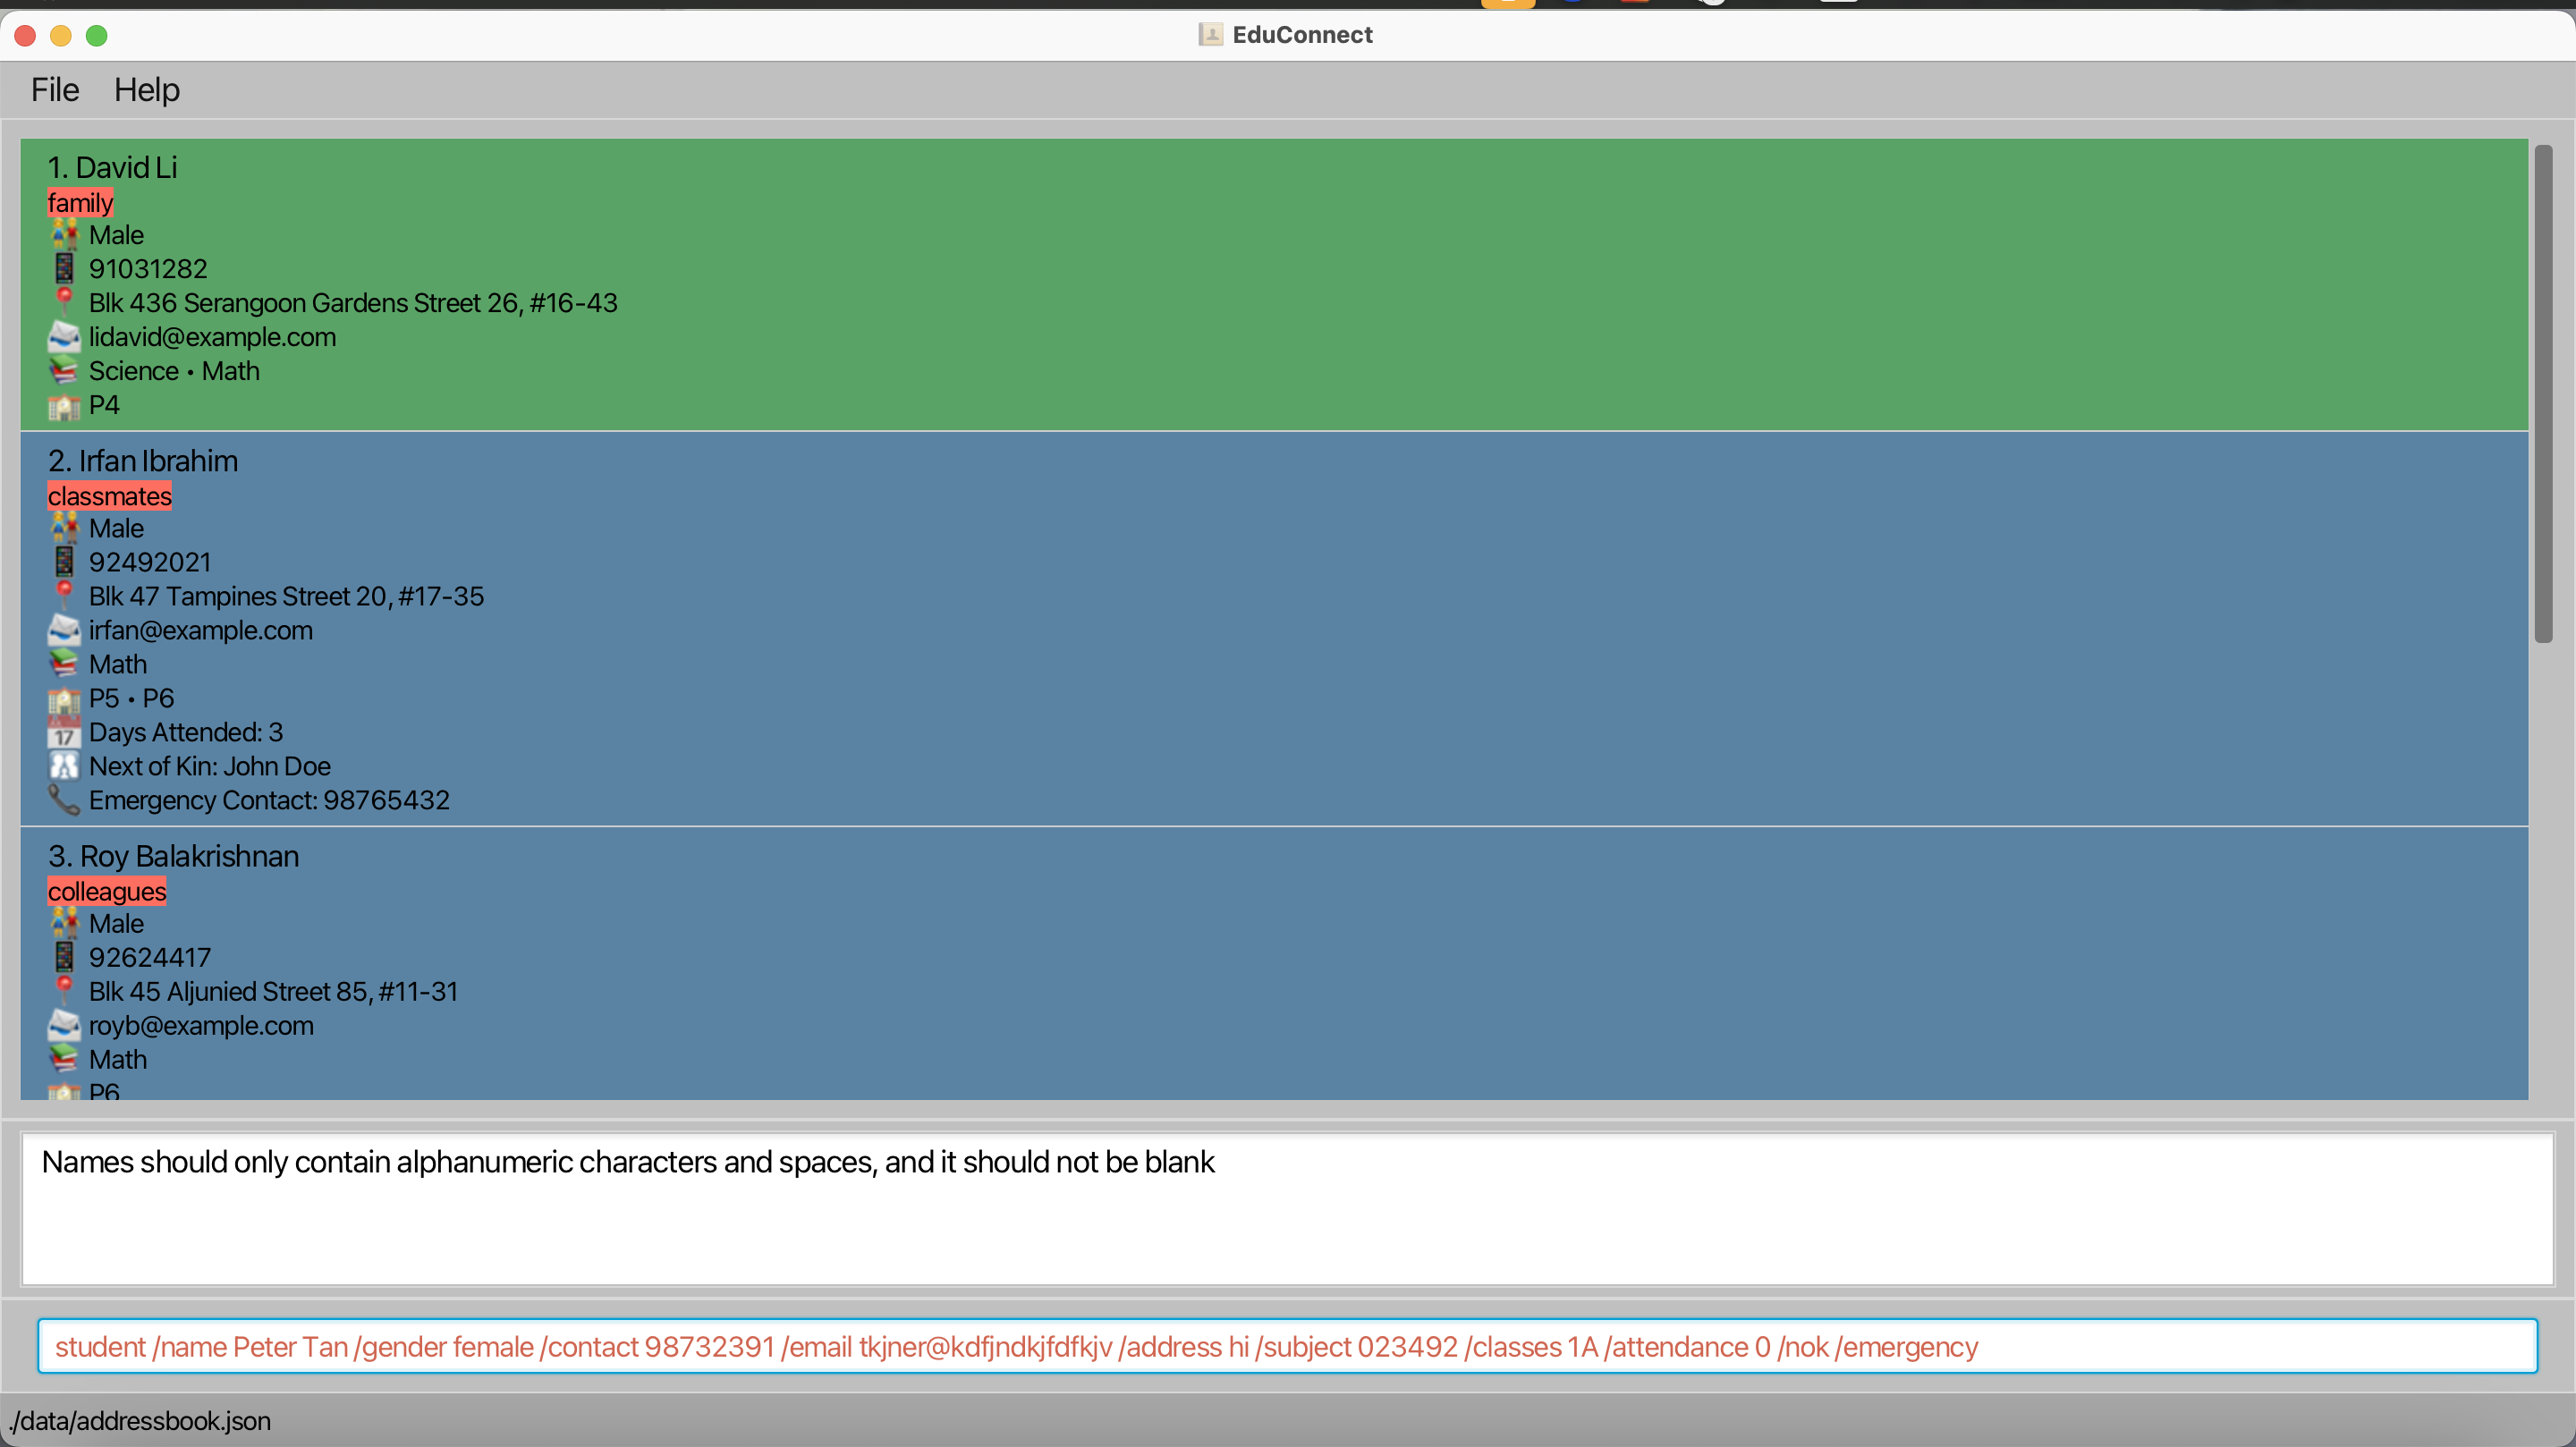 EduConnect
File Help
1. David Li
family
Male
91031282
Blk 436 Serangoon Gardens Street 26, #16-43
lidavid@example.com
Science • Math
P4
2. Irfan Ibrahim
classmates
Male
92492021
Blk 47 Tampines Street 20, #17-35
irfan@example.com
Math
P5 • P6
17 Days Attended: 3
Next of Kin: John Doe
Emergency Contact: 98765432
3. Roy Balakrishnan
colleagues
Male
92624417
Blk 45 Aljunied Street 85, #11-31
royb@example.com
Math
P6
Names should only contain alphanumeric characters and spaces, and it should not be blank
student /name Peter Tan /gender female /contact 98732391 /email tkjner@kdfjndkjfdfkjv /address hi /subject 023492 /classes 1A /attendance 0 /nok /emergency
./data/addressbook.json